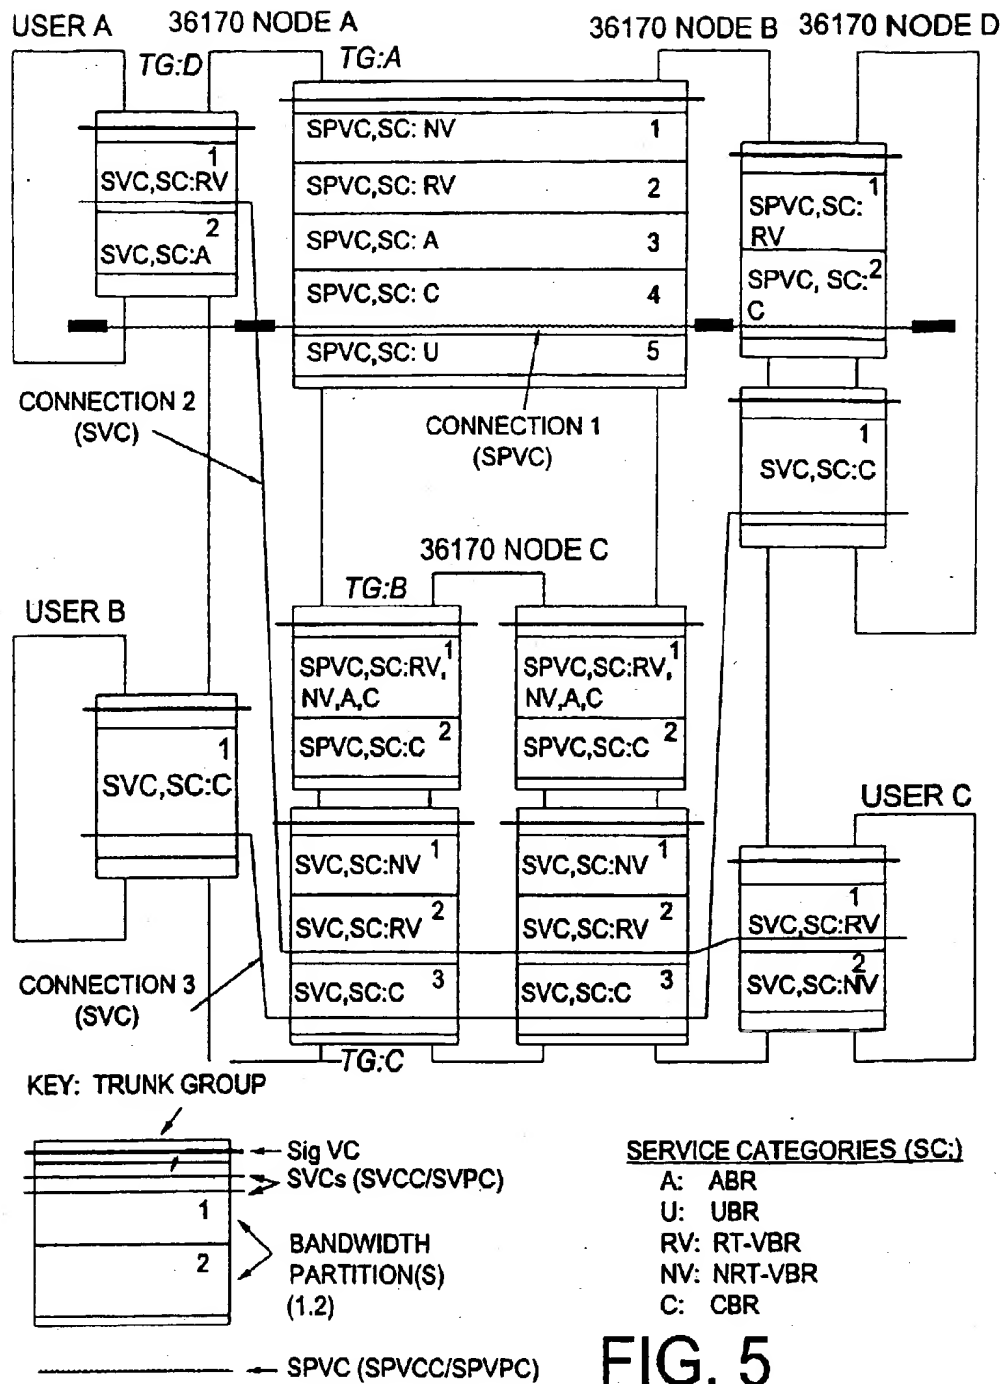 USER A
36170 NODE A
36170 NODE B
36170 NODE D
TG:D
TG:A
1
SVC,SC:RV
2
SVC,SC:A
SPVC,SC: NV 1
SPVC,SC: RV 2
SPVC,SC: A 3
SPVC,SC: C 4
SPVC,SC: U 5
1
SPVC,SC:
RV
SPVC, SC: 2
C
CONNECTION 2
(SVC)
CONNECTION 1
(SPVC)
1
SVC,SC:C
36170 NODE C
TG:B
USER B
SPVC,SC:RV, 1
NV,A,C
SPVC,SC:C 2
SPVC,SC:RV, 1
NV,A,C
SPVC,SC:C 2
1
SVC,SC:C
USER C
SVC,SC:NV 1
SVC,SC:RV 2
SVC,SC:C 3
SVC,SC:NV 1
SVC,SC:RV 2
SVC,SC:C 3
1
SVC,SC:RV
2
SVC,SC:NV
CONNECTION 3
(SVC)
TG:C
KEY: TRUNK GROUP
Sig VC
SVCs (SVCC/SVPC)
1
2
BANDWIDTH
PARTITION(S)
(1.2)
SPVC (SPVCC/SPVPC)
SERVICE CATEGORIES (SC;)
A: ABR
U: UBR
RV: RT-VBR
NV: NRT-VBR
C: CBR
FIG. 5